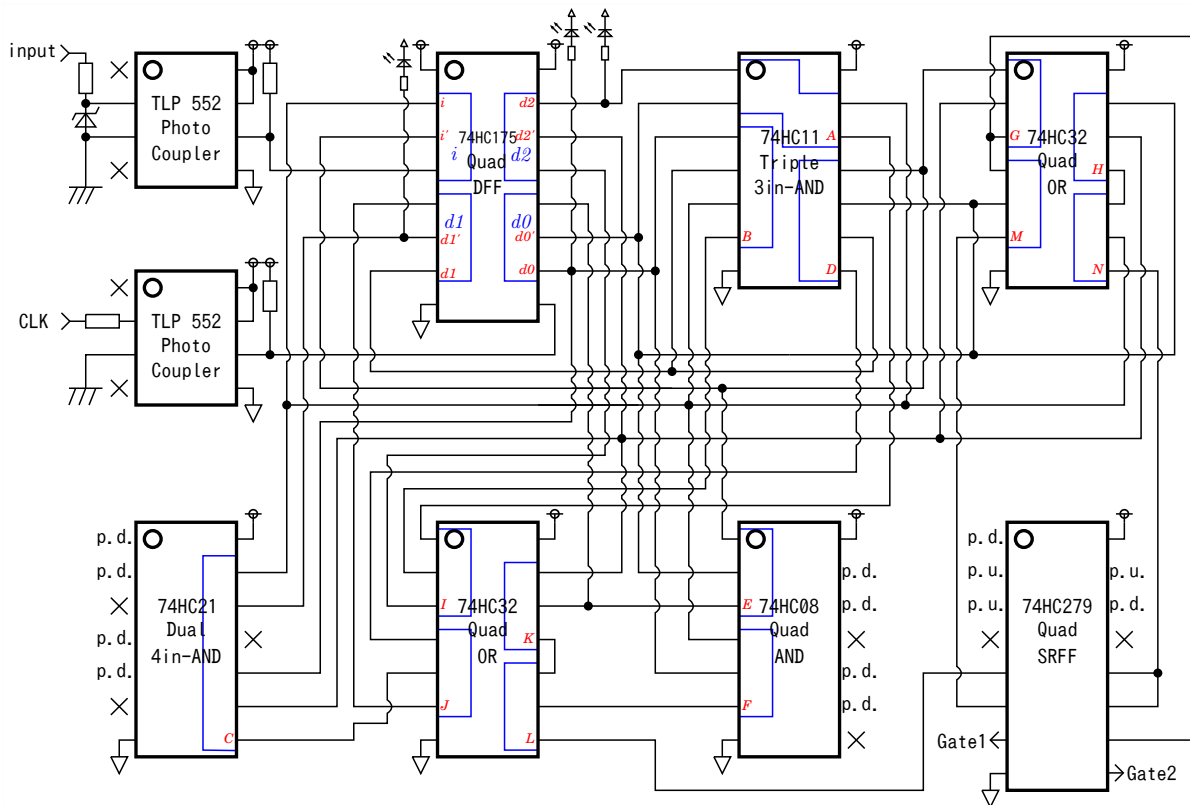 input
TLP 552
Photo
Coupler
CLK
TLP 552
Photo
Coupler
i
i'
d2
d2'
74HC175
Quad
DFF
i
d2
d1
d0
d1'
d0'
d1
d0
74HC11
Triple
3in-AND
A
B
D
74HC32
Quad
OR
G
H
M
N
p.d.
p.d.
p.d.
p.d.
74HC21
Dual
4in-AND
C
74HC32
Quad
OR
I
K
J
L
74HC08
Quad
AND
E
F
p.d.
p.d.
p.d.
p.d.
p.d.
p.u.
p.u.
p.u.
p.d.
74HC279
Quad
SRFF
Gate1
Gate2